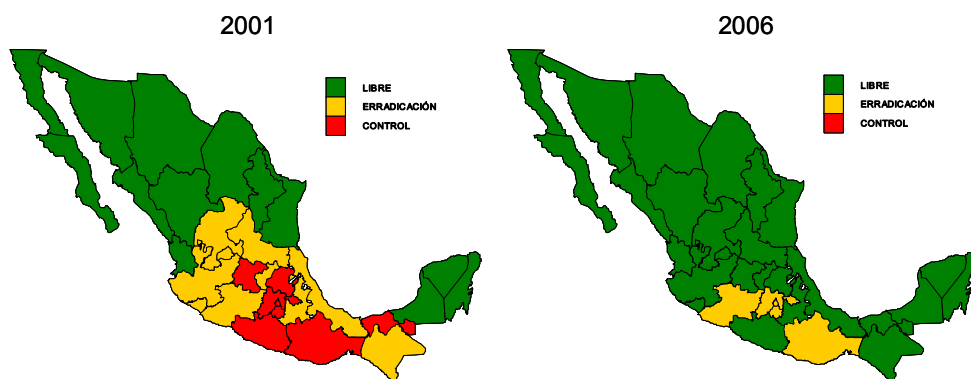 2001
LIBRE
ERRADICACIÓN
CONTROL
2006
LIBRE
ERRADICACIÓN
CONTROL